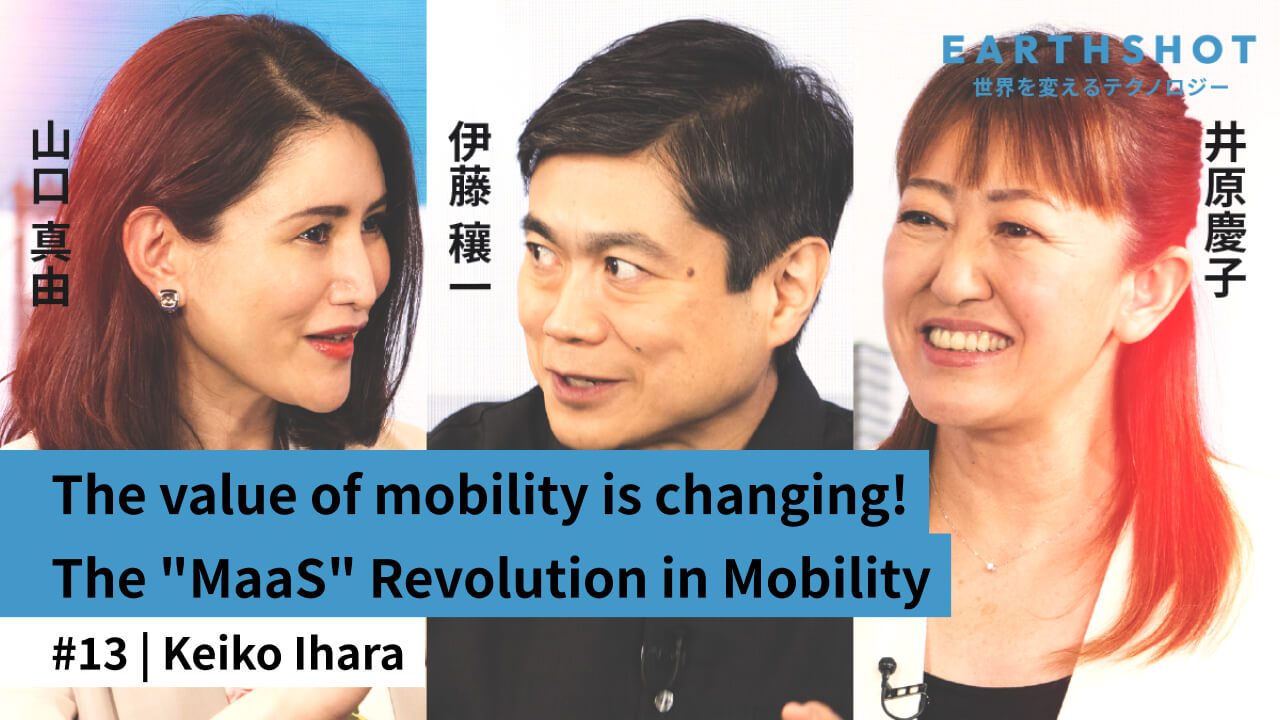 EARTHSHOT
世界を変えるテクノロジー
山口 真由
伊藤 穰一
井原慶子
The value of mobility is changing!
The "MaaS" Revolution in Mobility
#13 | Keiko Ihara